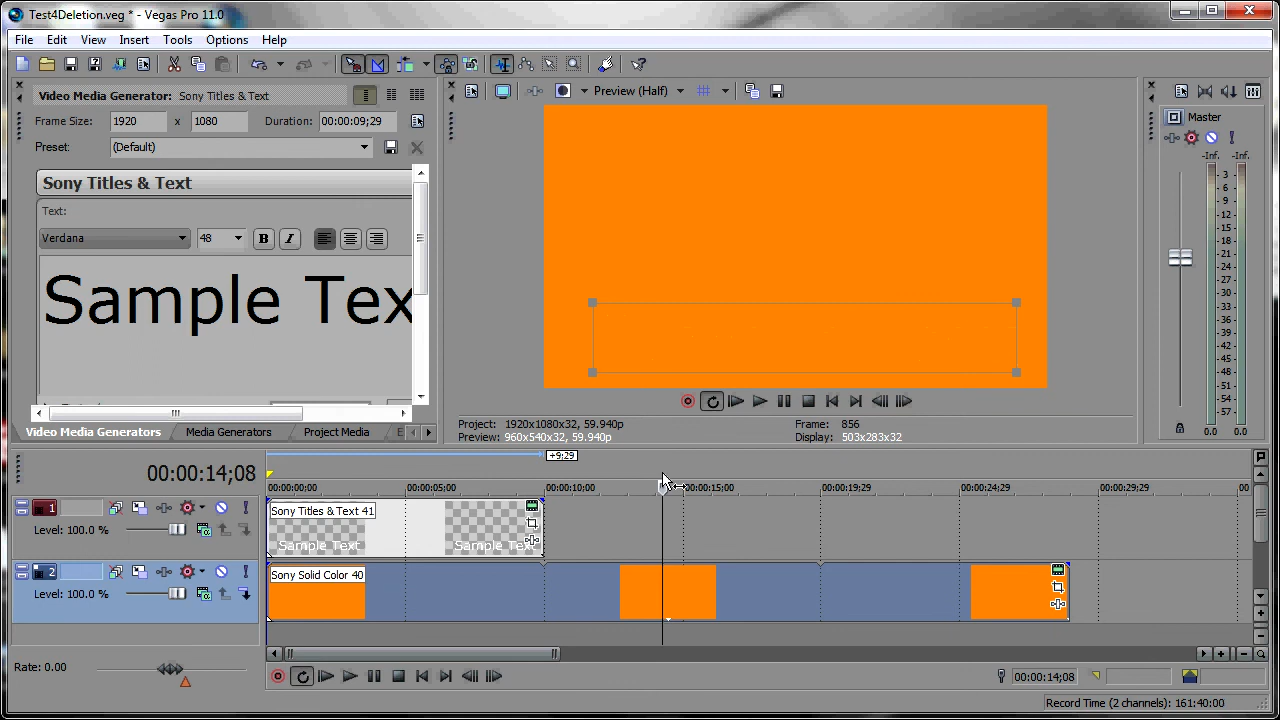 Test4Deletion.veg * - Vegas Pro 11.0
File Edit View Insert Tools Options Help
Video Media Generator: Sony Titles & Text
Frame Size: 1920 x 1080 Duration: 00:00:09;29
Preset: (Default)
Sony Titles & Text
Text:
Verdana 48 B I
Sample Tex
Video Media Generators Media Generators Project Media E
Preview (Half)
Project: 1920x1080x32, 59.940p
Preview: 960x540x32, 59.940p
Frame: 856
Display: 503x283x32
Master
-Inf. -Inf.
3
6
9
12
15
18
21
24
27
30
33
36
39
42
45
48
51
54
57
0.0 0.0
00:00:14;08
+9;29
00:00:00;00 00:00:05;00 00:00:10;00 00:00:15;00 00:00:19;29 00:00:24;29 00:00:29;29 00
1
Level: 100.0 %
Sony Titles & Text 41
Sample Text Sample Text
2
Level: 100.0 %
Sony Solid Color 40
Rate: 0.00
00:00:14;08
Record Time (2 channels): 161:40:00